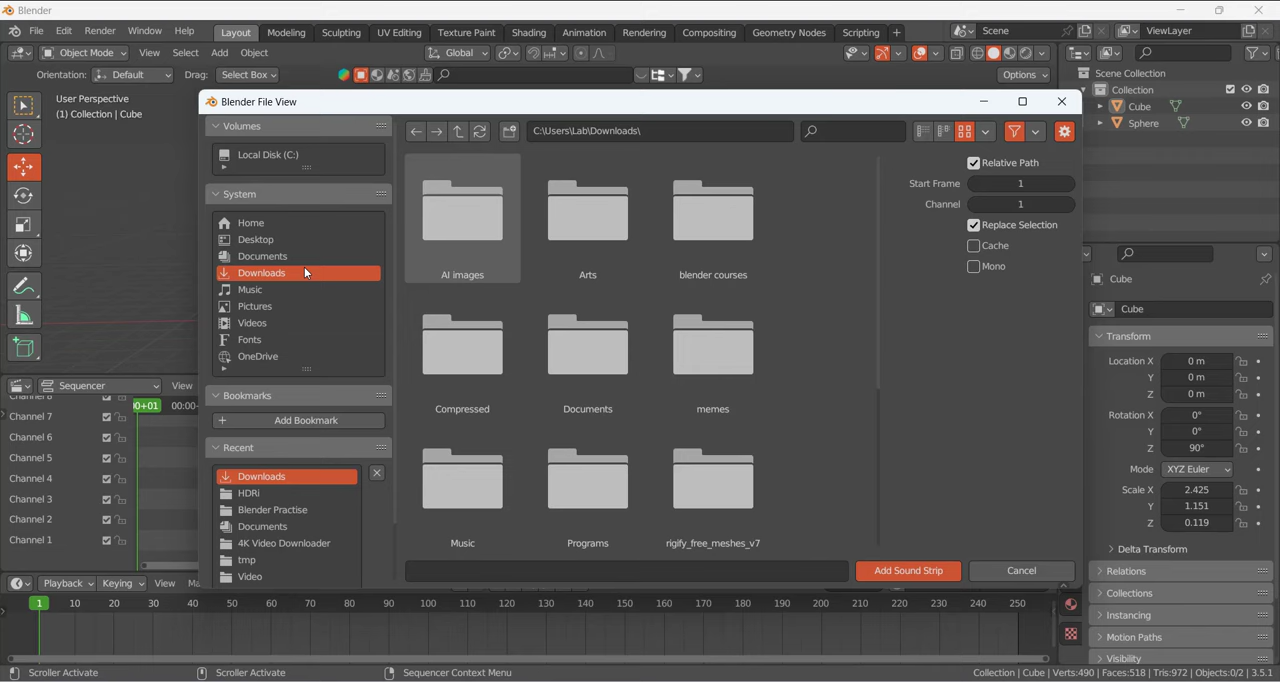 Blender
File Edit Render Window Help Layout Modeling Sculpting UV Editing Texture Paint Shading Animation Rendering Compositing Geometry Nodes Scripting + Scene ViewLayer
Object Mode View Select Add Object Global
Orientation: Default Drag: Select Box Options
User Perspective
(1) Collection | Cube
Scene Collection
Collection
Cube
Sphere
Blender File View
Volumes
Local Disk (C:)
System
Home
Desktop
Documents
Downloads
Music
Pictures
Videos
Fonts
OneDrive
Bookmarks
Add Bookmark
Recent
Downloads
HDRi
Blender Practise
Documents
4K Video Downloader
tmp
Video
C:\Users\Lab\Downloads\
AI images Arts blender courses
Compressed Documents memes
Music Programs rigify_free_meshes_v7
Relative Path
Start Frame 1
Channel 1
Replace Selection
Cache
Mono
Add Sound Strip Cancel
Sequencer View
0+01 00:00
Channel 7
Channel 6
Channel 5
Channel 4
Channel 3
Channel 2
Channel 1
Cube
Cube
Transform
Location X 0 m
Y 0 m
Z 0 m
Rotation X 0°
Y 0°
Z 90°
Mode XYZ Euler
Scale X 2.425
Y 1.151
Z 0.119
Delta Transform
Relations
Collections
Instancing
Motion Paths
Visibility
Playback Keying View Ma
1 10 20 30 40 50 60 70 80 90 100 110 120 130 140 150 160 170 180 190 200 210 220 230 240 250
Scroller Activate Scroller Activate Sequencer Context Menu Collection | Cube | Verts:490 | Faces:518 | Tris:972 | Objects:0/2 | 3.5.1